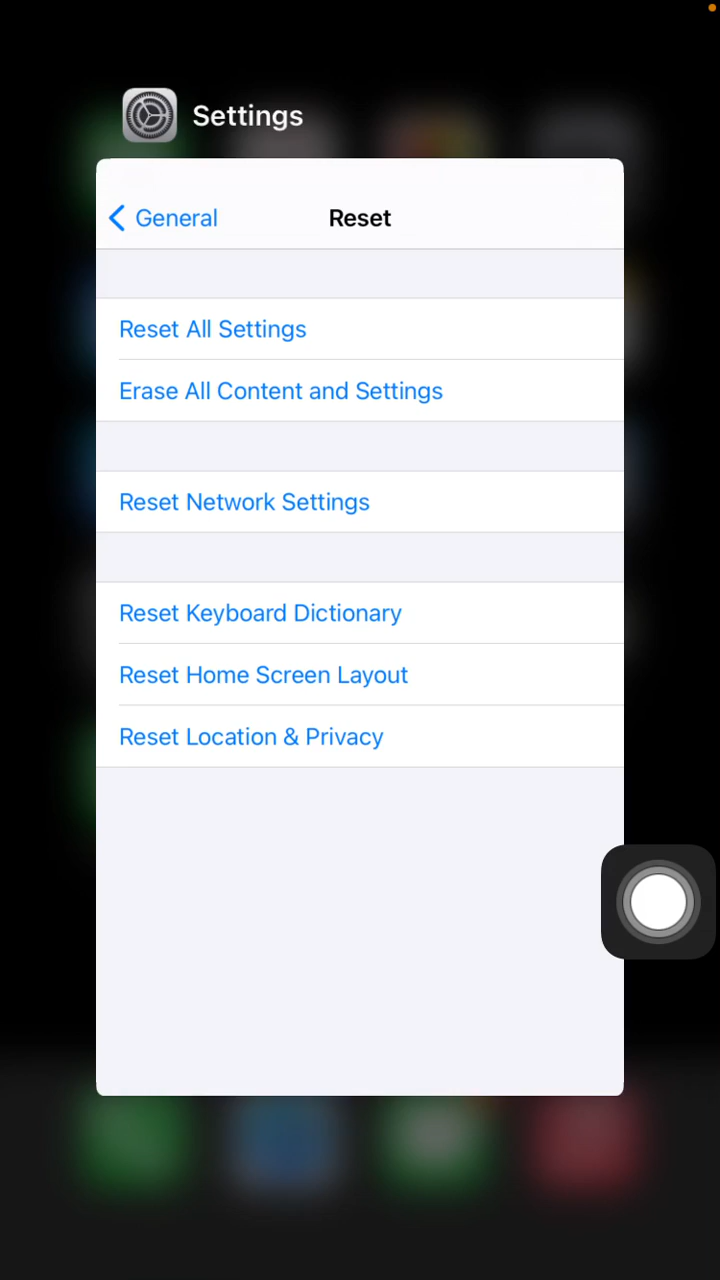 Settings
General
Reset
Reset All Settings
Erase All Content and Settings
Reset Network Settings
Reset Keyboard Dictionary
Reset Home Screen Layout
Reset Location & Privacy